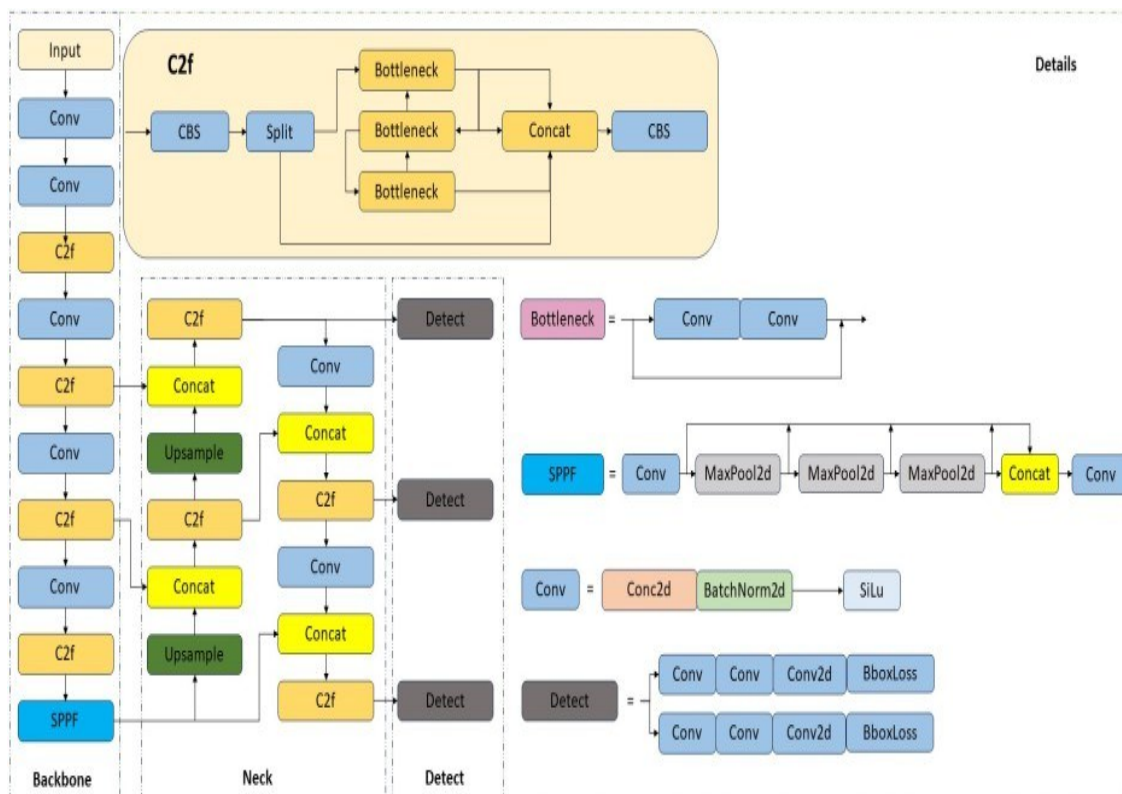 Input
Conv
Conv
C2f
Conv
C2f
Conv
C2f
Conv
C2f
SPPF
Backbone
C2f
CBS
Split
Bottleneck
Bottleneck
Bottleneck
Concat
CBS
Details
C2f
Concat
Upsample
C2f
Concat
Upsample
Conv
Concat
C2f
Conv
Concat
C2f
Neck
Detect
Detect
Detect
Detect
Bottleneck = Conv Conv
SPPF = Conv MaxPool2d MaxPool2d MaxPool2d Concat Conv
Conv = Conc2d BatchNorm2d SiLu
Detect =
Conv Conv Conv2d BboxLoss
Conv Conv Conv2d BboxLoss